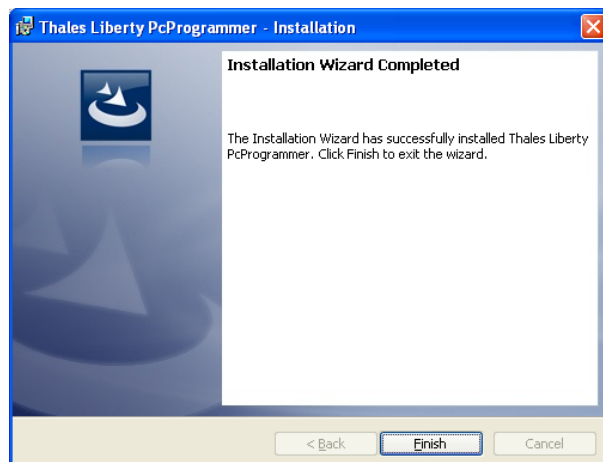 Thales Liberty PcProgrammer - Installation
Installation Wizard Completed
The Installation Wizard has successfully installed Thales Liberty
PcProgrammer. Click Finish to exit the wizard.
< Back
Finish
Cancel